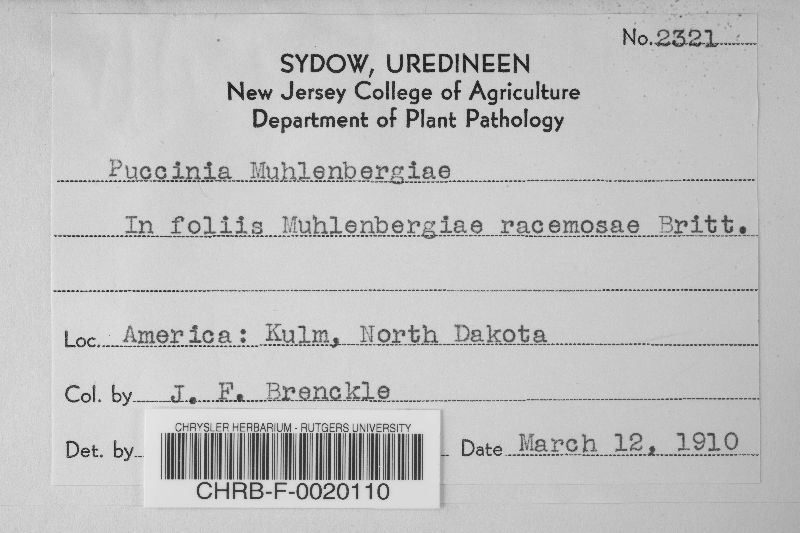 No. 2321
SYDOW, UREDINEEN
New Jersey College of Agriculture
Department of Plant Pathology
Puccinia Muhlenbergiae
In foliis Muhlenbergiae racemosae Britt.
Loc. America: Kulm, North Dakota
Col. by J. F. Brenckle
Det. by Date March 12, 1910
CHRYSLER HERBARIUM - RUTGERS UNIVERSITY
CHRB-F-0020110